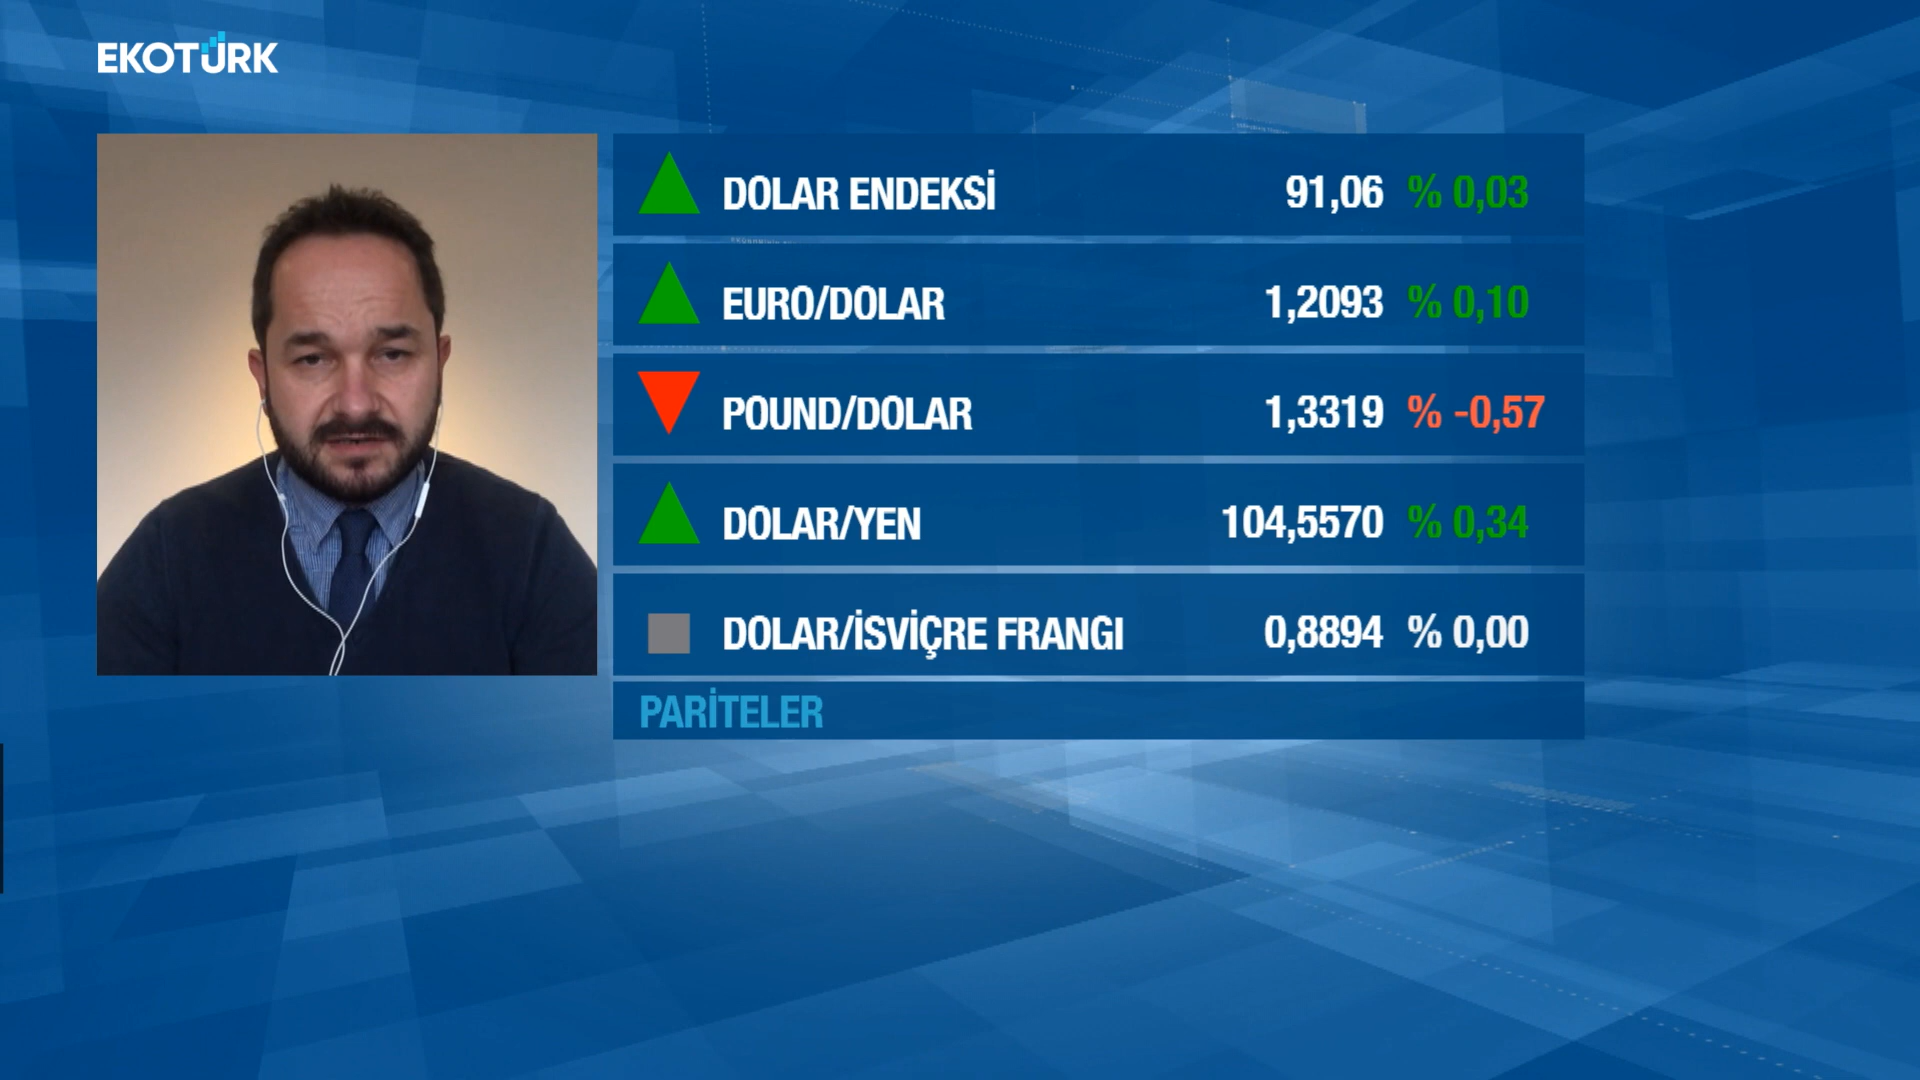 EKOTÜRK
DOLAR ENDEKSİ 91,06 % 0,03
EURO/DOLAR 1,2093 % 0,10
POUND/DOLAR 1,3319 % -0,57
DOLAR/YEN 104,5570 % 0,34
DOLAR/İSVİÇRE FRANGI 0,8894 % 0,00
PARİTELER